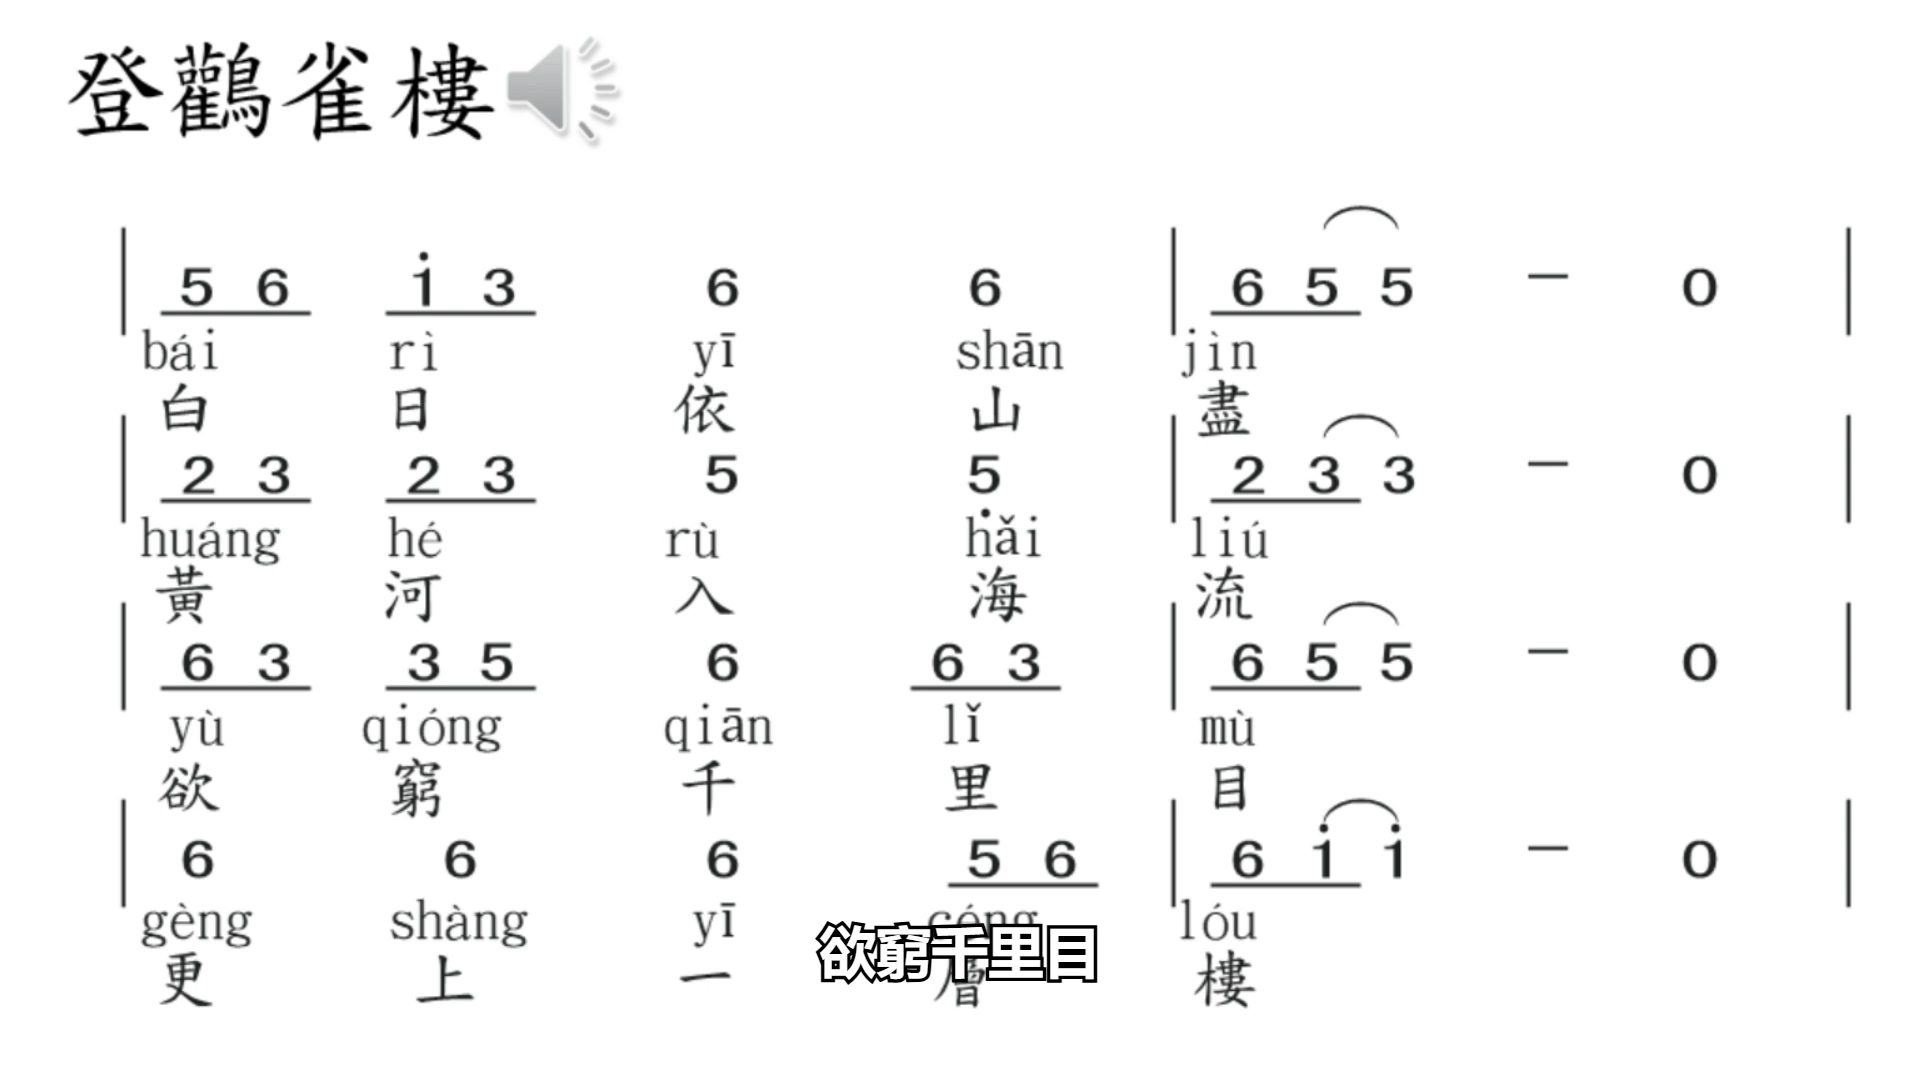 登鸛雀樓
5 6 i 3 6 6 6 5 5 — 0
bái rì yī shān jìn
白 日 依 山 盡
2 3 2 3 5 5̣ 2 3 3 — 0
huáng hé rù hǎi liú
黃 河 入 海 流
6 3 3 5 6 6 3 6 5 5 — 0
yù qióng qiān lǐ mù
欲 窮 千 里 目
6 6 6 5 6 6 i i — 0
gèng shàng yī céng lóu
更 上 一 層 樓
欲窮千里目